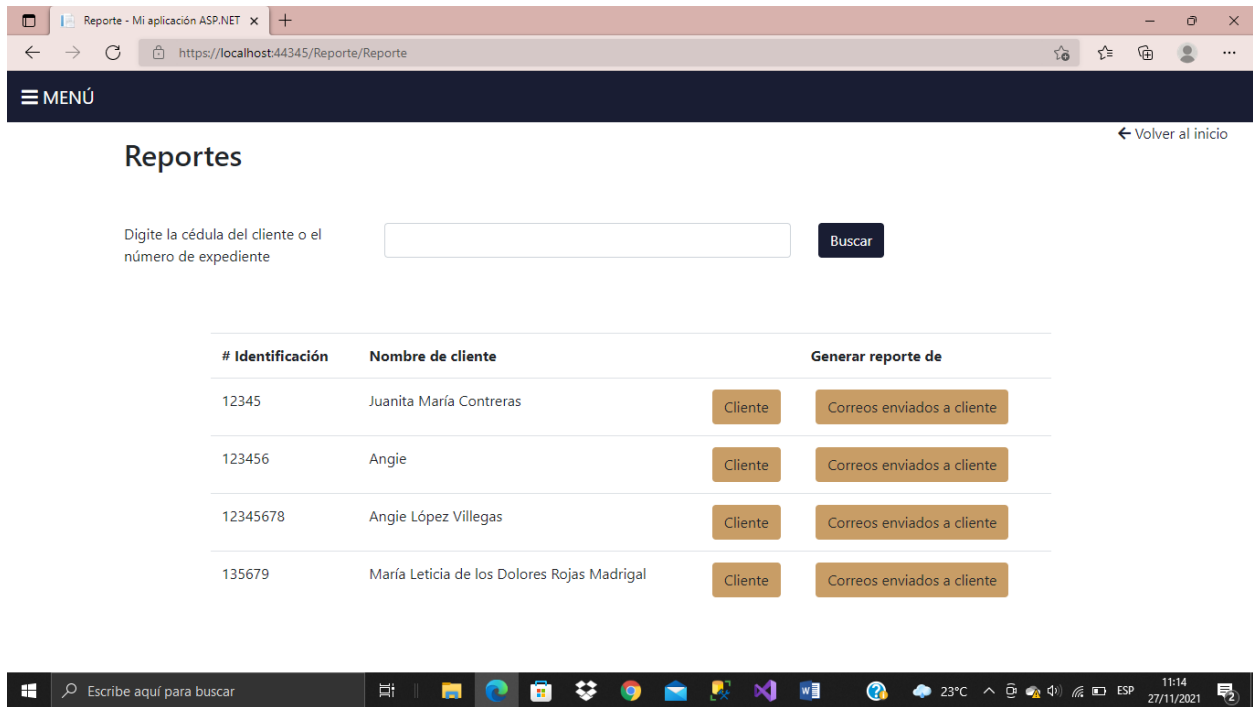 Reporte - Mi aplicación ASP.NET
https://localhost:44345/Reporte/Reporte
MENÚ
Volver al inicio
Reportes
Digite la cédula del cliente o el
número de expediente
Buscar
# Identificación Nombre de cliente Generar reporte de
12345 Juanita María Contreras Cliente Correos enviados a cliente
123456 Angie Cliente Correos enviados a cliente
12345678 Angie López Villegas Cliente Correos enviados a cliente
135679 María Leticia de los Dolores Rojas Madrigal Cliente Correos enviados a cliente
Escribe aquí para buscar
23°C ESP
11:14
27/11/2021
2